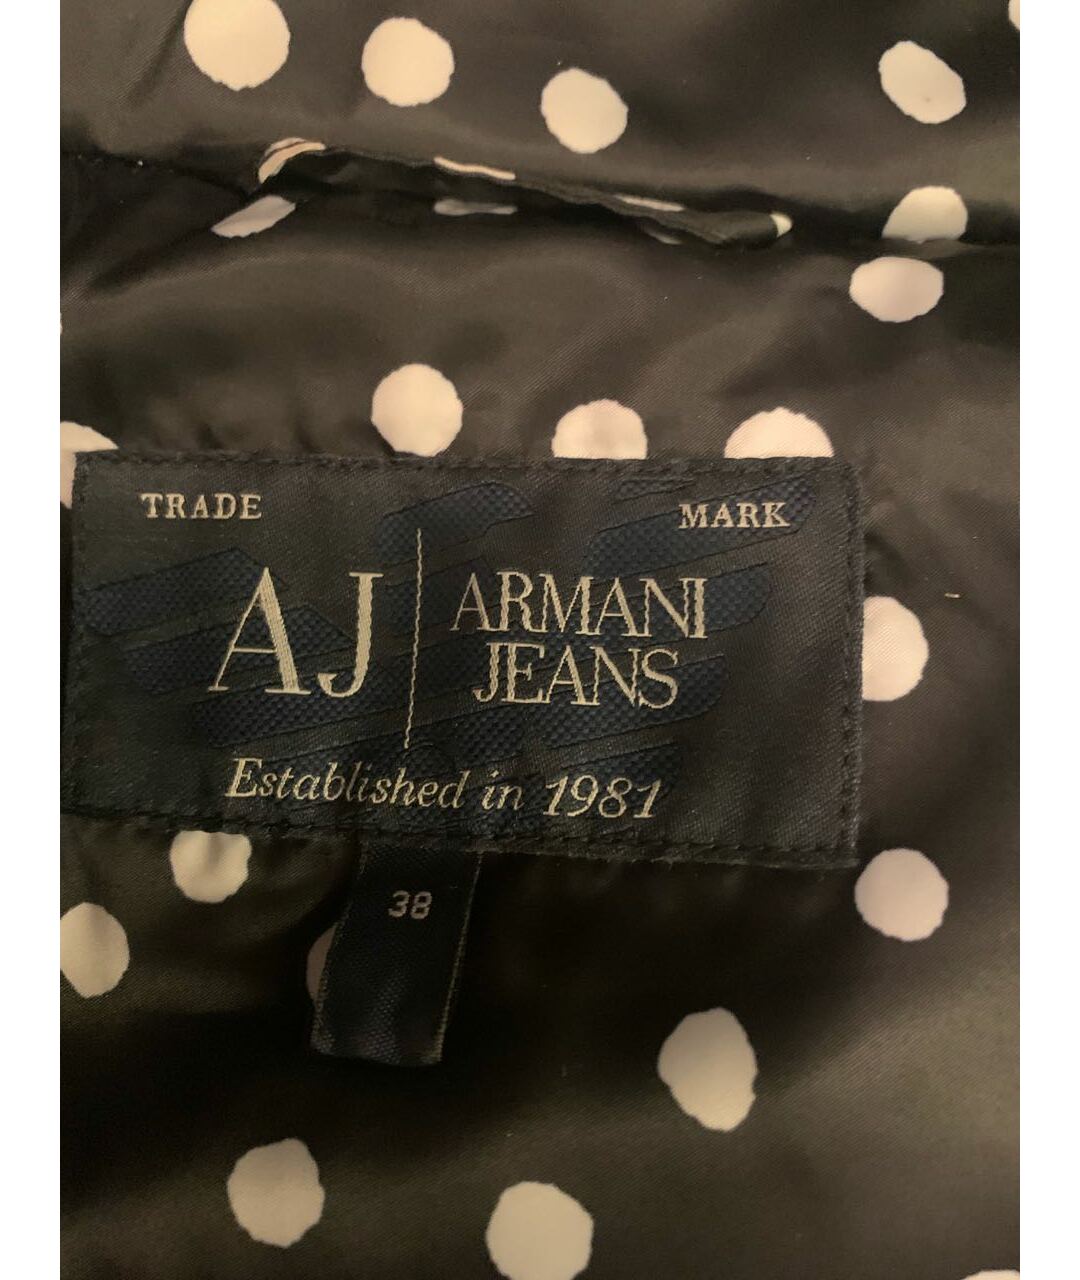 TRADE MARK
AJ ARMANI
JEANS
Established in 1981
38